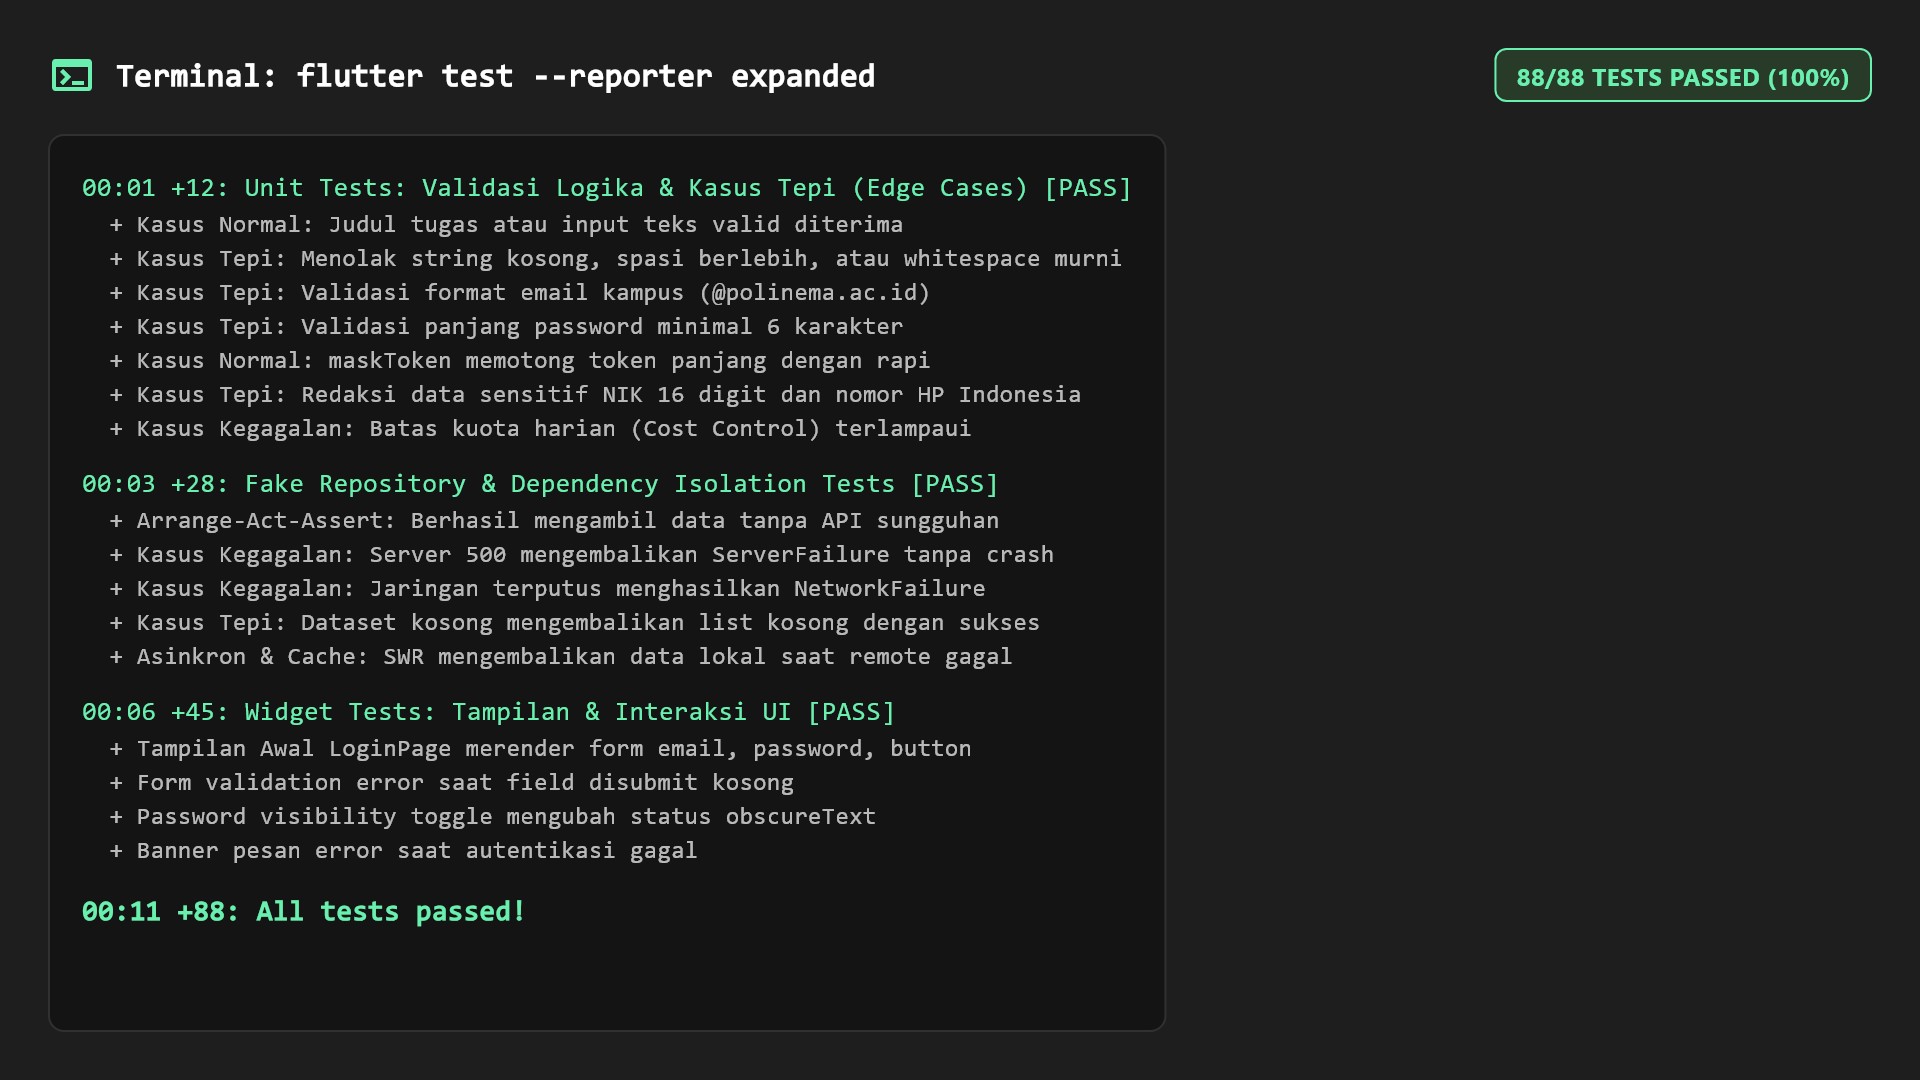 Terminal: flutter test --reporter expanded
88/88 TESTS PASSED (100%)
00:01 +12: Unit Tests: Validasi Logika & Kasus Tepi (Edge Cases) [PASS]
+ Kasus Normal: Judul tugas atau input teks valid diterima
+ Kasus Tepi: Menolak string kosong, spasi berlebih, atau whitespace murni
+ Kasus Tepi: Validasi format email kampus (@polinema.ac.id)
+ Kasus Tepi: Validasi panjang password minimal 6 karakter
+ Kasus Normal: maskToken memotong token panjang dengan rapi
+ Kasus Tepi: Redaksi data sensitif NIK 16 digit dan nomor HP Indonesia
+ Kasus Kegagalan: Batas kuota harian (Cost Control) terlampaui
00:03 +28: Fake Repository & Dependency Isolation Tests [PASS]
+ Arrange-Act-Assert: Berhasil mengambil data tanpa API sungguhan
+ Kasus Kegagalan: Server 500 mengembalikan ServerFailure tanpa crash
+ Kasus Kegagalan: Jaringan terputus menghasilkan NetworkFailure
+ Kasus Tepi: Dataset kosong mengembalikan list kosong dengan sukses
+ Asinkron & Cache: SWR mengembalikan data lokal saat remote gagal
00:06 +45: Widget Tests: Tampilan & Interaksi UI [PASS]
+ Tampilan Awal LoginPage merender form email, password, button
+ Form validation error saat field disubmit kosong
+ Password visibility toggle mengubah status obscureText
+ Banner pesan error saat autentikasi gagal
00:11 +88: All tests passed!